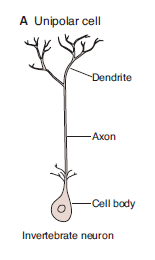 A Unipolar cell
Dendrite
Axon
Cell body
Invertebrate neuron